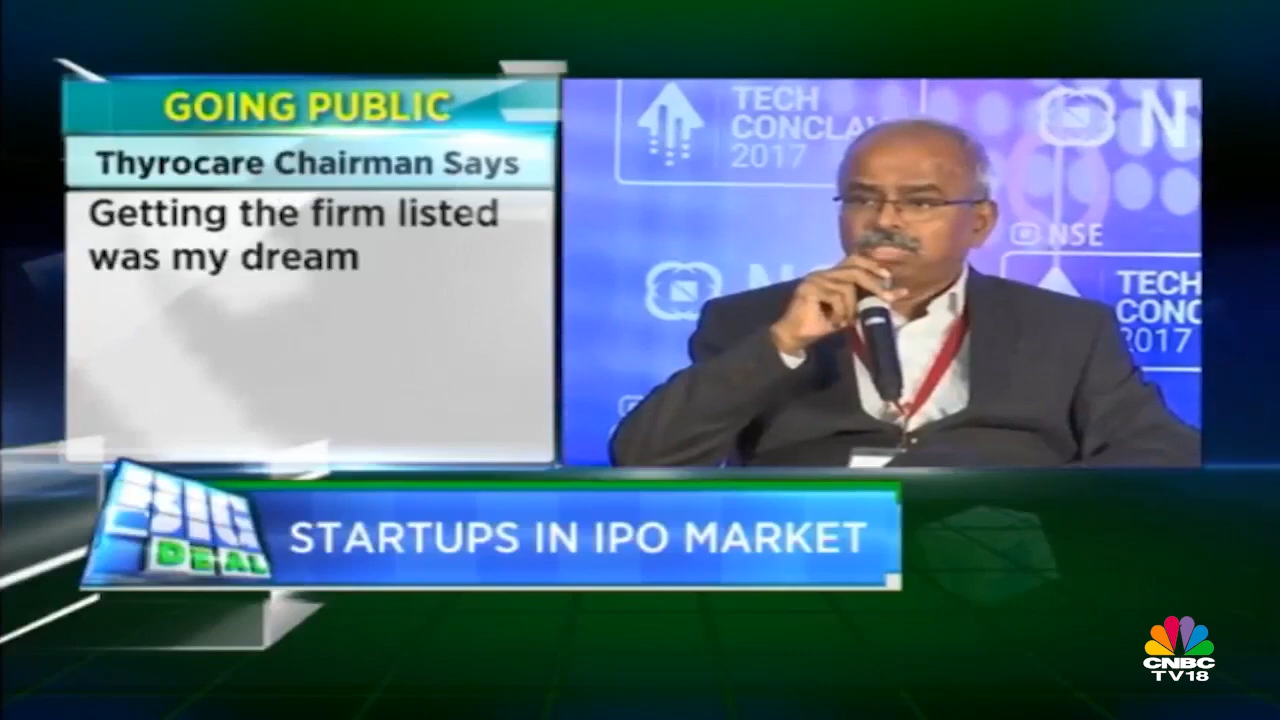 GOING PUBLIC
Thyrocare Chairman Says
Getting the firm listed
was my dream
TECH
CONCLAV
2017
N
NSE
N
TECH
CONC
2017
BIG
DEAL
STARTUPS IN IPO MARKET
CNBC
TV18